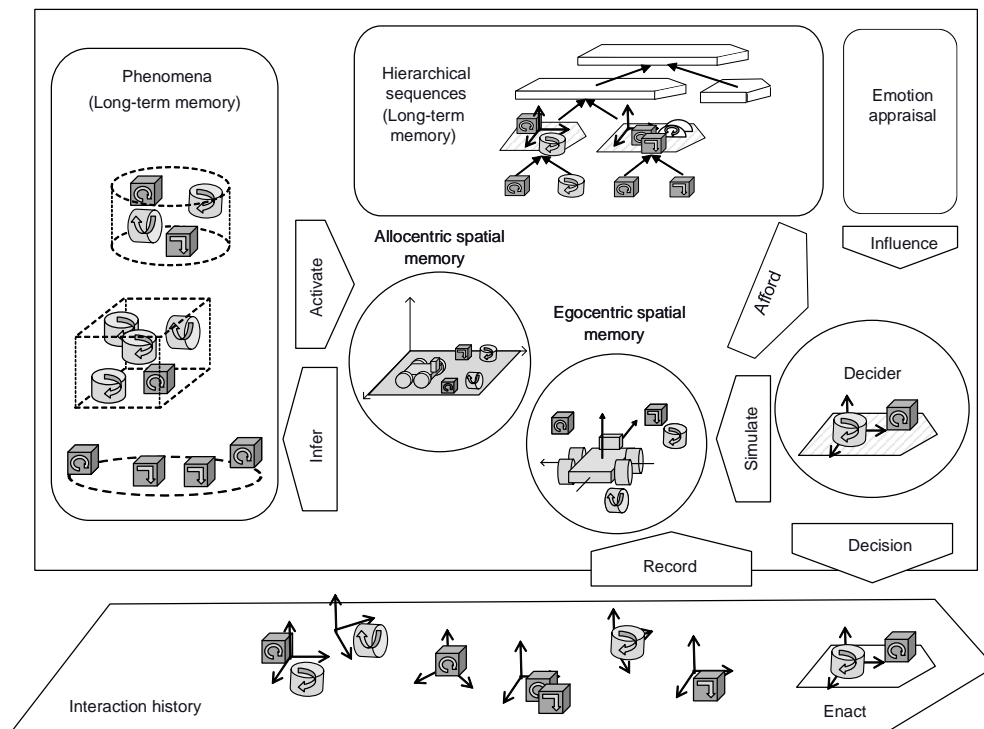 Phenomena
(Long-term memory)
Hierarchical
sequences
(Long-term
memory)
Emotion
appraisal
Influence
Activate
Allocentric spatial
memory
Egocentric spatial
memory
Afford
Decider
Infer
Simulate
Record
Decision
Interaction history
Enact